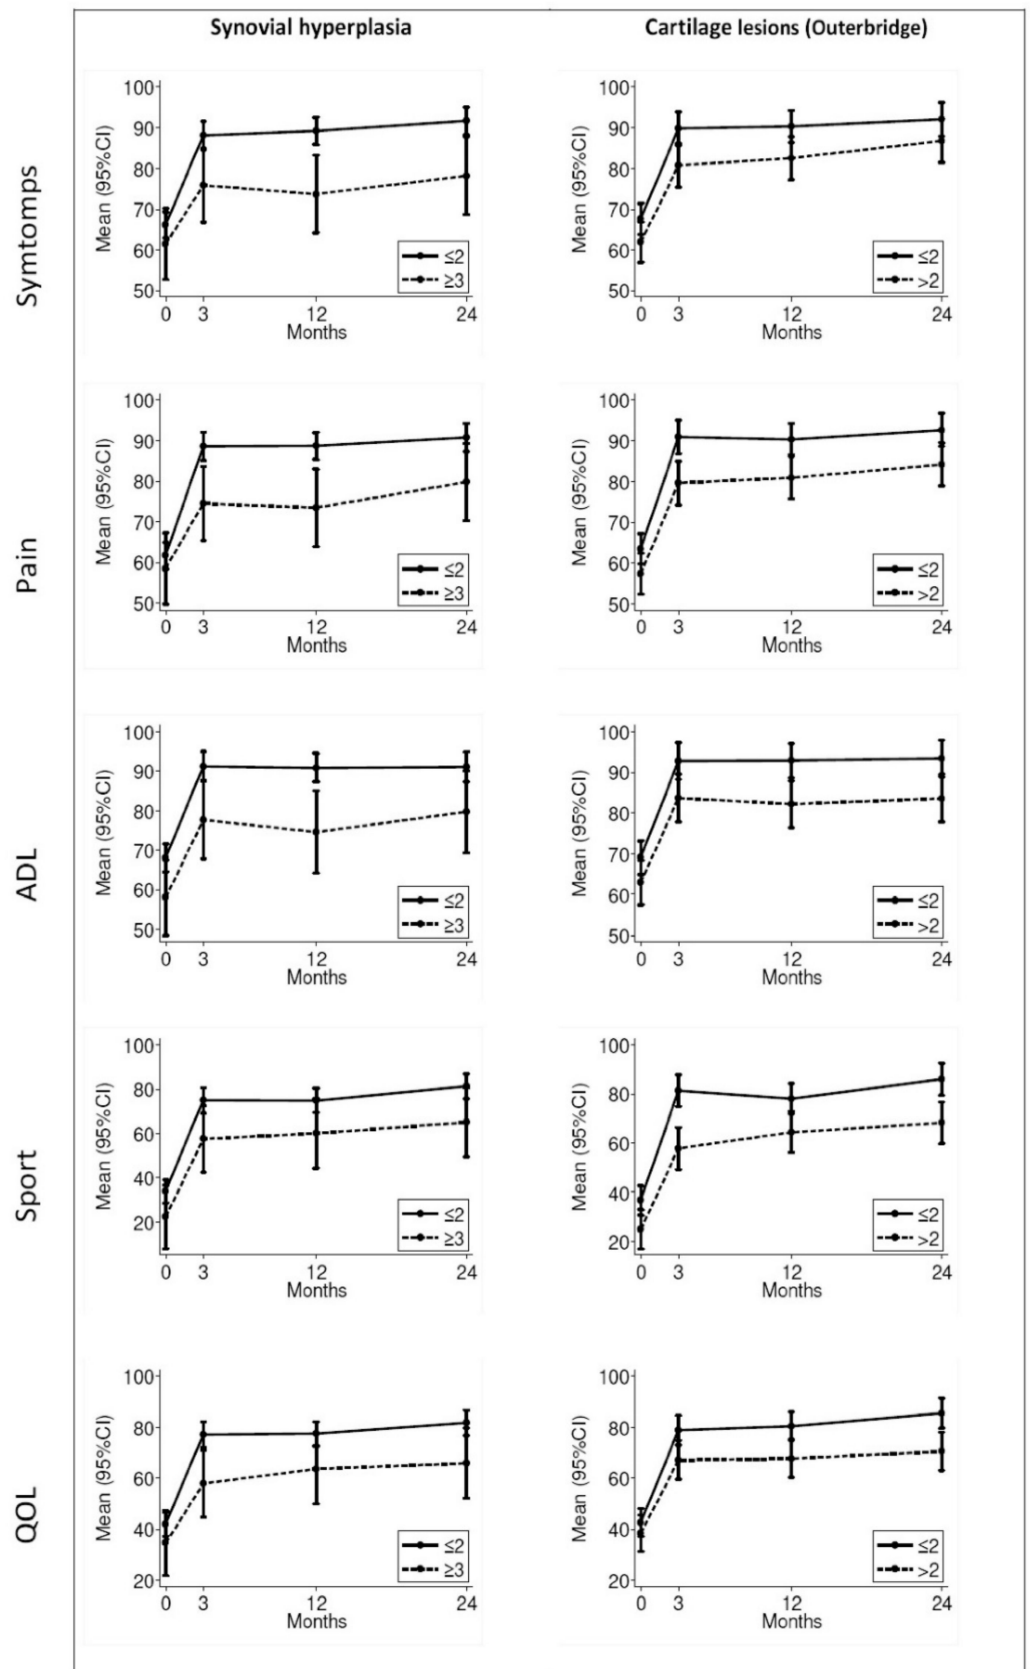 Synovial hyperplasia
Cartilage lesions (Outerbridge)
Symtomps
Mean (95%CI)
100
90
80
70
60
50
0 3 12 24
Months
≤2
≥3
Mean (95%CI)
100
90
80
70
60
50
0 3 12 24
Months
≤2
>2
Pain
Mean (95%CI)
100
90
80
70
60
50
0 3 12 24
Months
≤2
≥3
Mean (95%CI)
100
90
80
70
60
50
0 3 12 24
Months
≤2
>2
ADL
Mean (95%CI)
100
90
80
70
60
50
0 3 12 24
Months
≤2
≥3
Mean (95%CI)
100
90
80
70
60
50
0 3 12 24
Months
≤2
>2
Sport
Mean (95%CI)
100
80
60
40
20
0 3 12 24
Months
≤2
≥3
Mean (95%CI)
100
80
60
40
20
0 3 12 24
Months
≤2
>2
QOL
Mean (95%CI)
100
80
60
40
20
0 3 12 24
Months
≤2
≥3
Mean (95%CI)
100
80
60
40
20
0 3 12 24
Months
≤2
>2